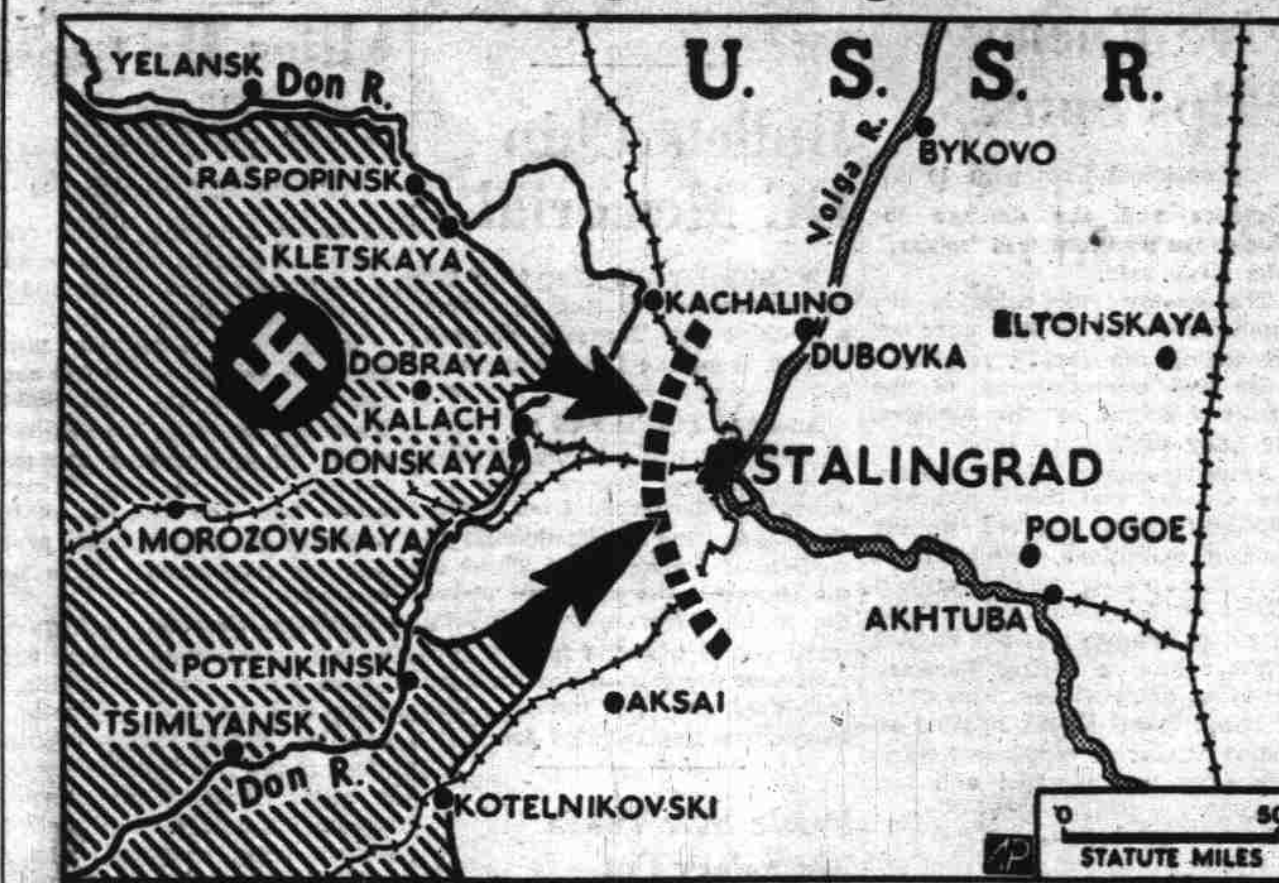 U. S. S. R.
YELANSK
Don R.
Volga R.
BYKOVO
RASPOPINSK
KLETSKAYA
KACHALINO
ELTONSKAYA
DOBRAYA
DUBOVKA
KALACH
DONSKAYA
STALINGRAD
MOROZOVSKAYA
POLOGOE
AKHTUBA
POTENKINSK
AKSAI
TSIMLYANSK
Don R.
KOTELNIKOVSKI
0 50
AP
STATUTE MILES